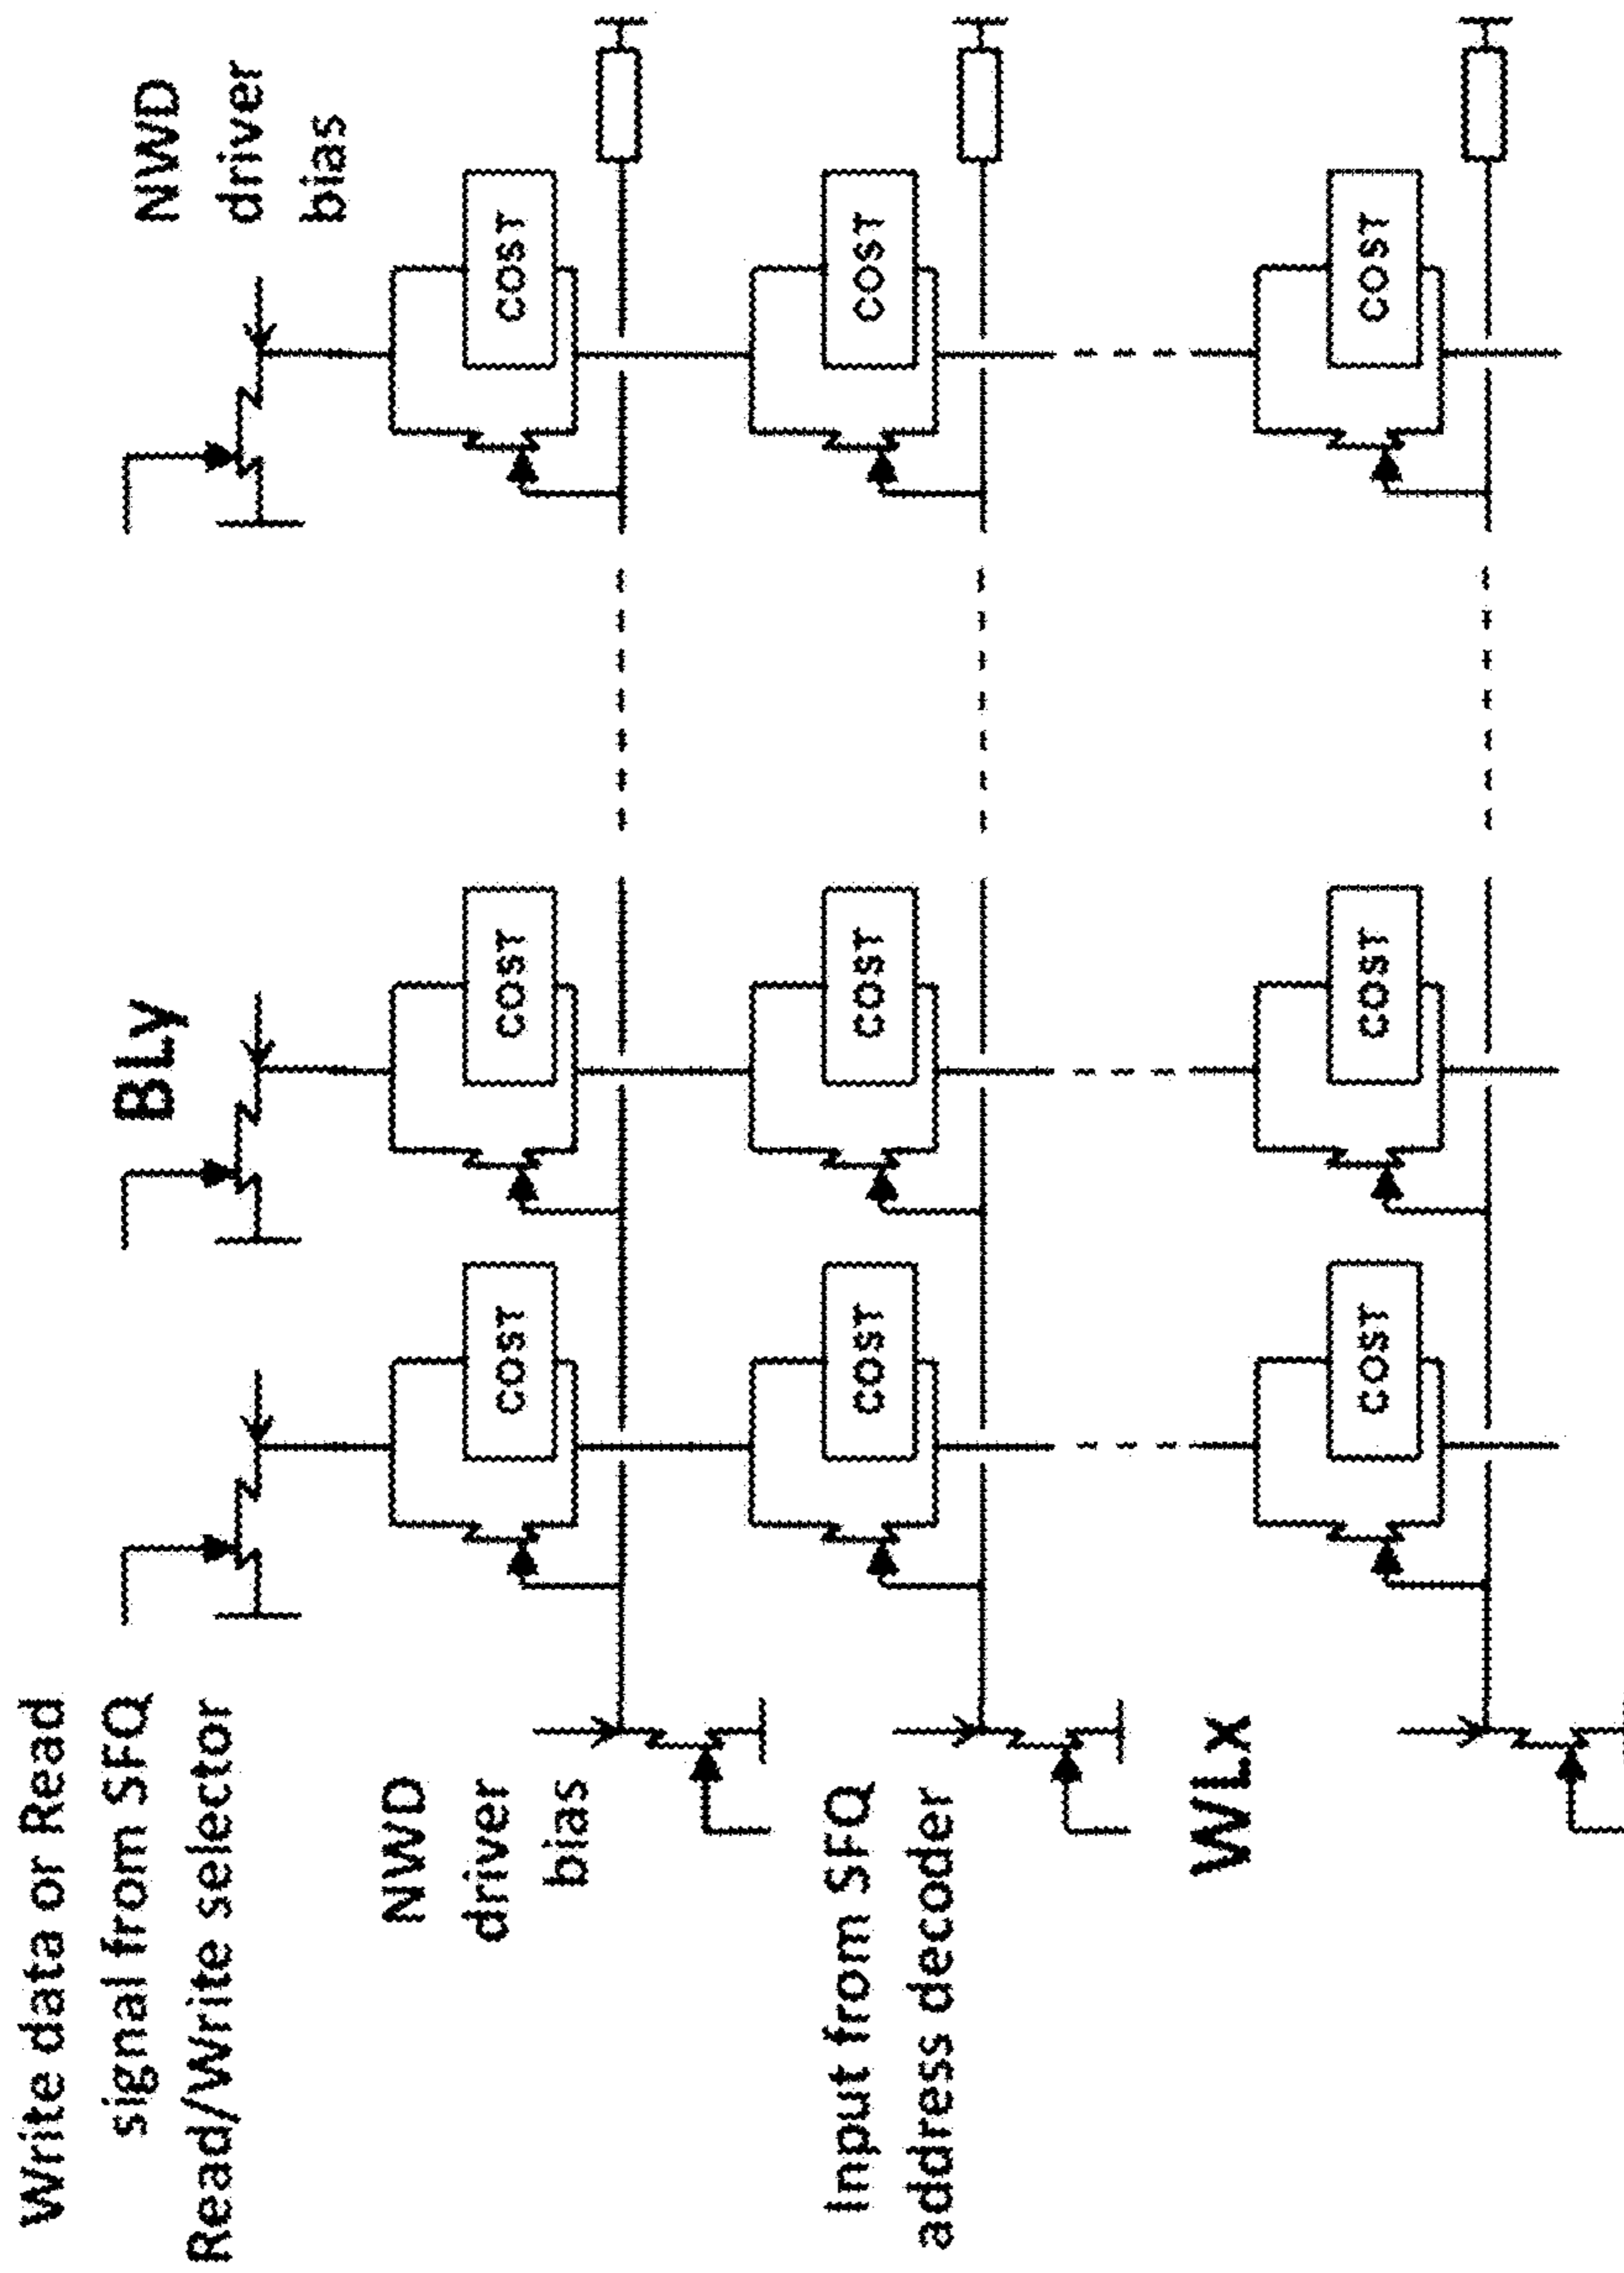 Write data or Read
signal from SFQ
Read/Write selector
BLy
NWD
driver
bias
NWD
driver
bias
COST
COST
COST
Input from SFQ
address decoder
COST
COST
COST
WLx
COST
COST
COST